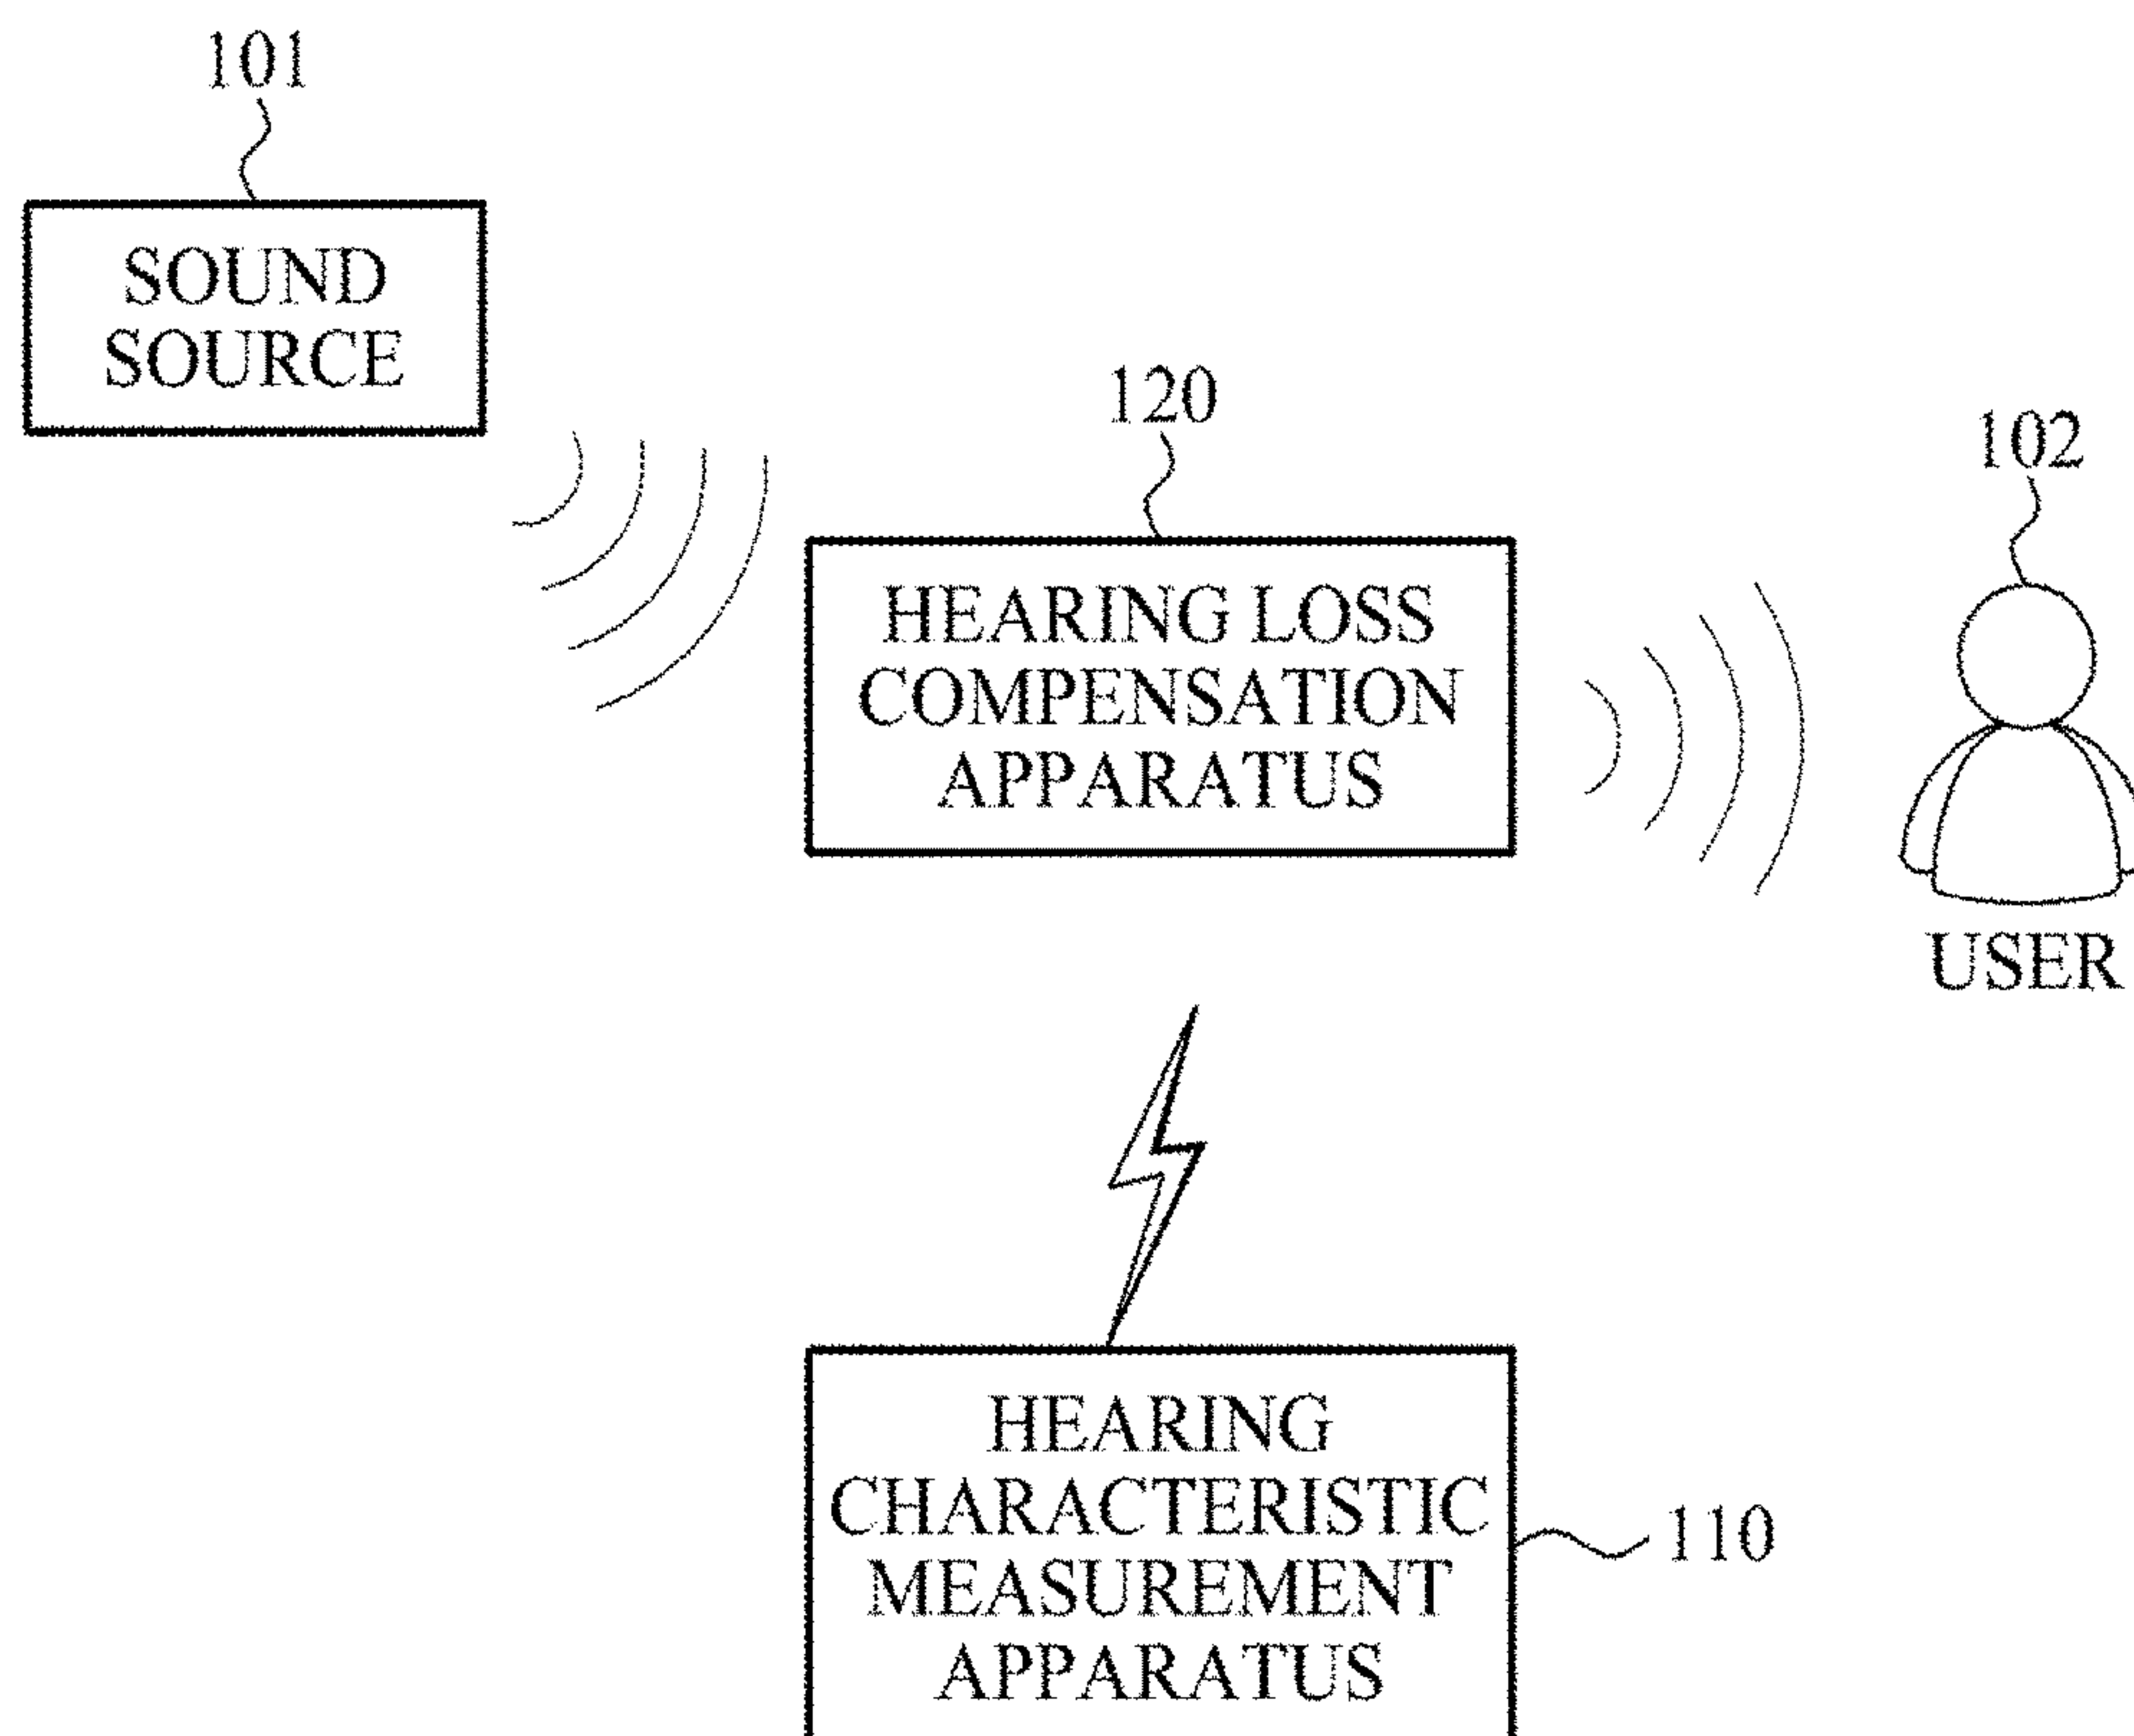 101
SOUND
SOURCE
120
HEARING LOSS
COMPENSATION
APPARATUS
102
USER
HEARING
CHARACTERISTIC
MEASUREMENT
APPARATUS
110